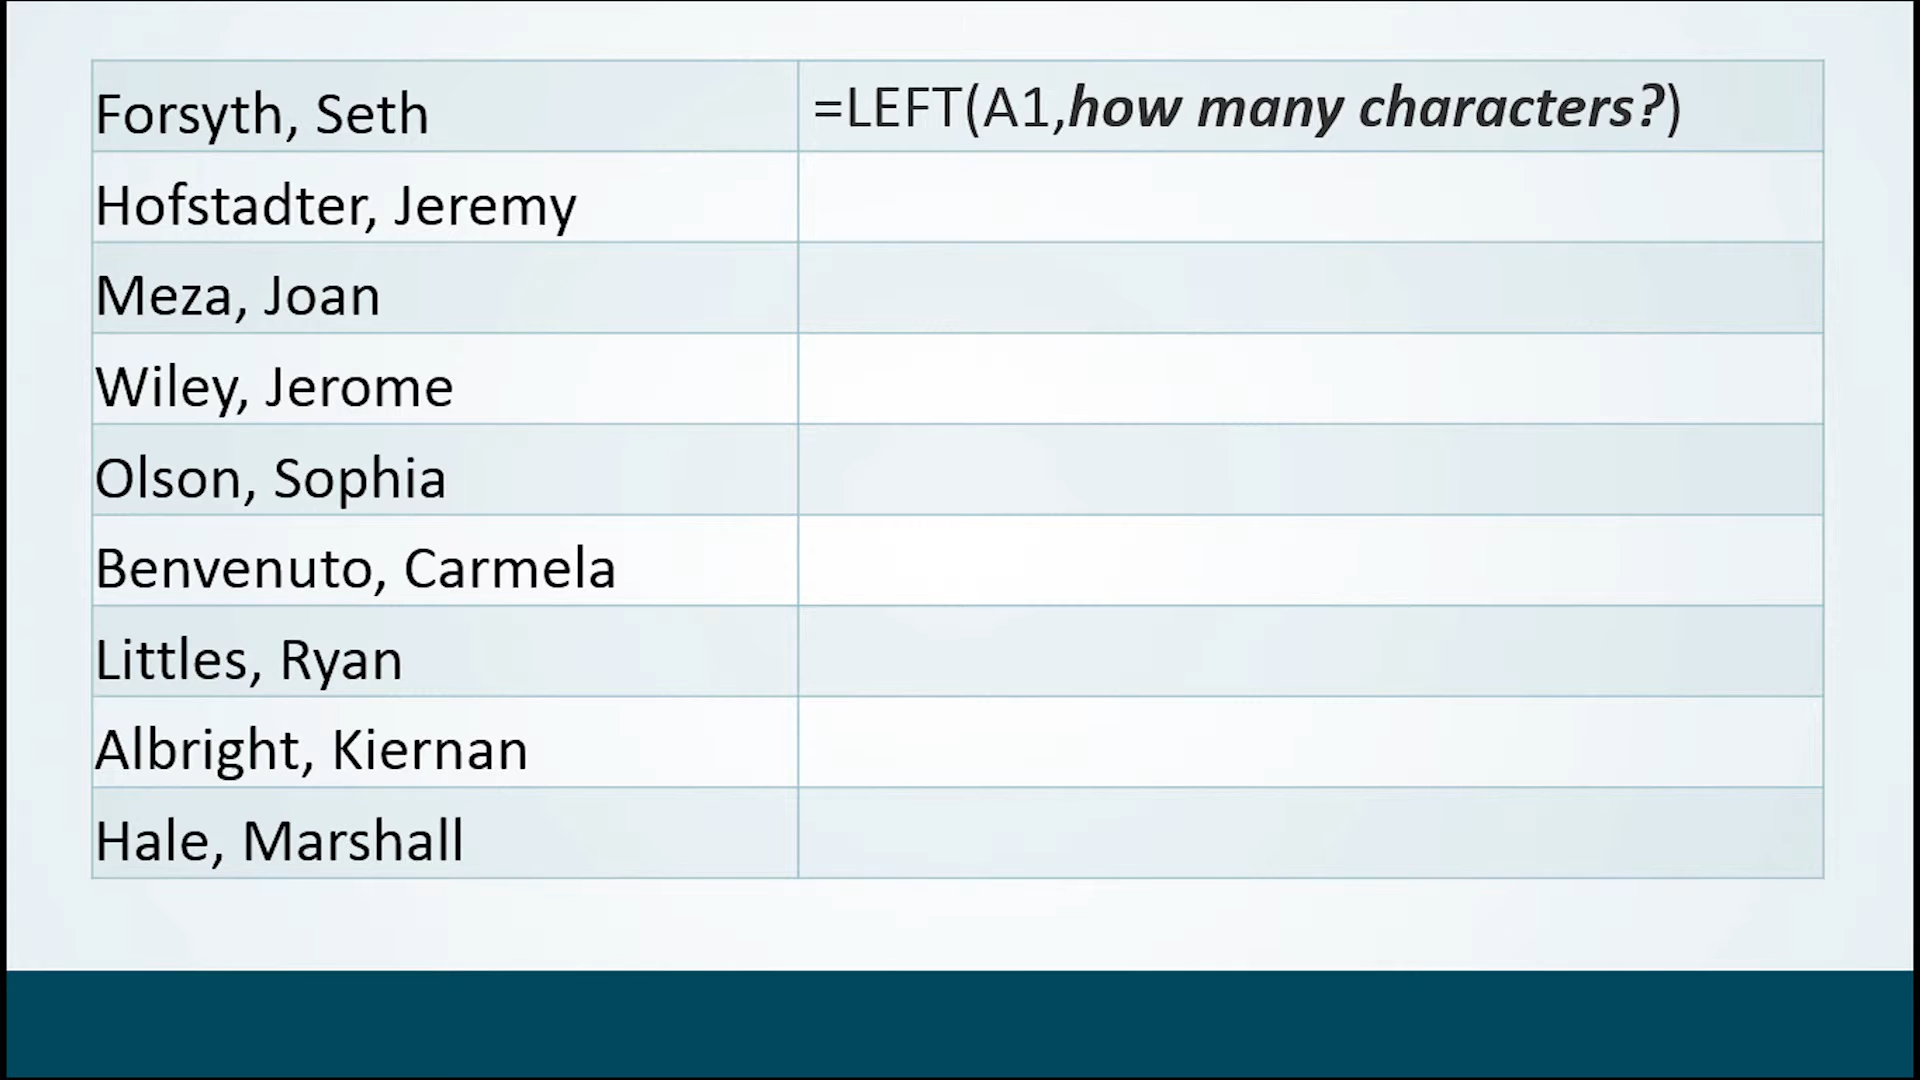 Forsyth, Seth =LEFT(A1,how many characters?)
Hofstadter, Jeremy
Meza, Joan
Wiley, Jerome
Olson, Sophia
Benvenuto, Carmela
Littles, Ryan
Albright, Kiernan
Hale, Marshall